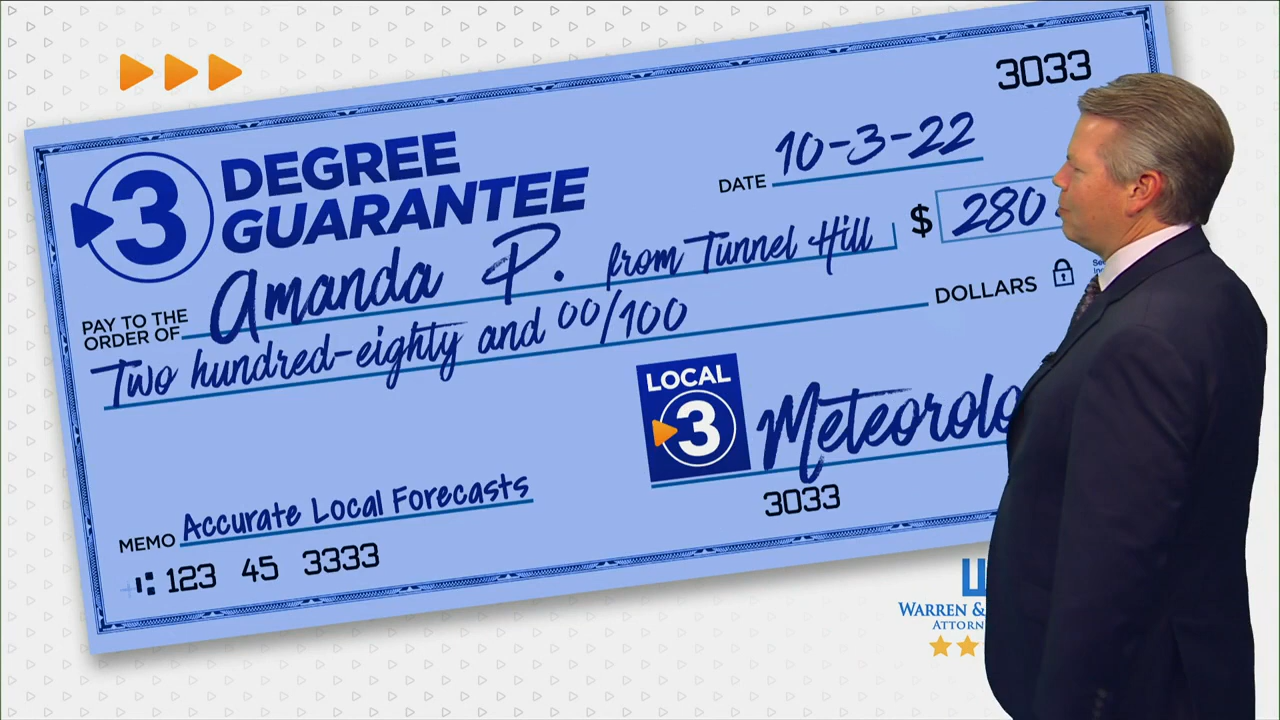 3033
3 DEGREE
GUARANTEE
DATE 10-3-22
PAY TO THE
ORDER OF Amanda P. from Tunnel Hill $ 280
Two hundred-eighty and 00/100 DOLLARS
LOCAL
3
MEMO Accurate Local Forecasts
3033
123 45 3333
WARREN &